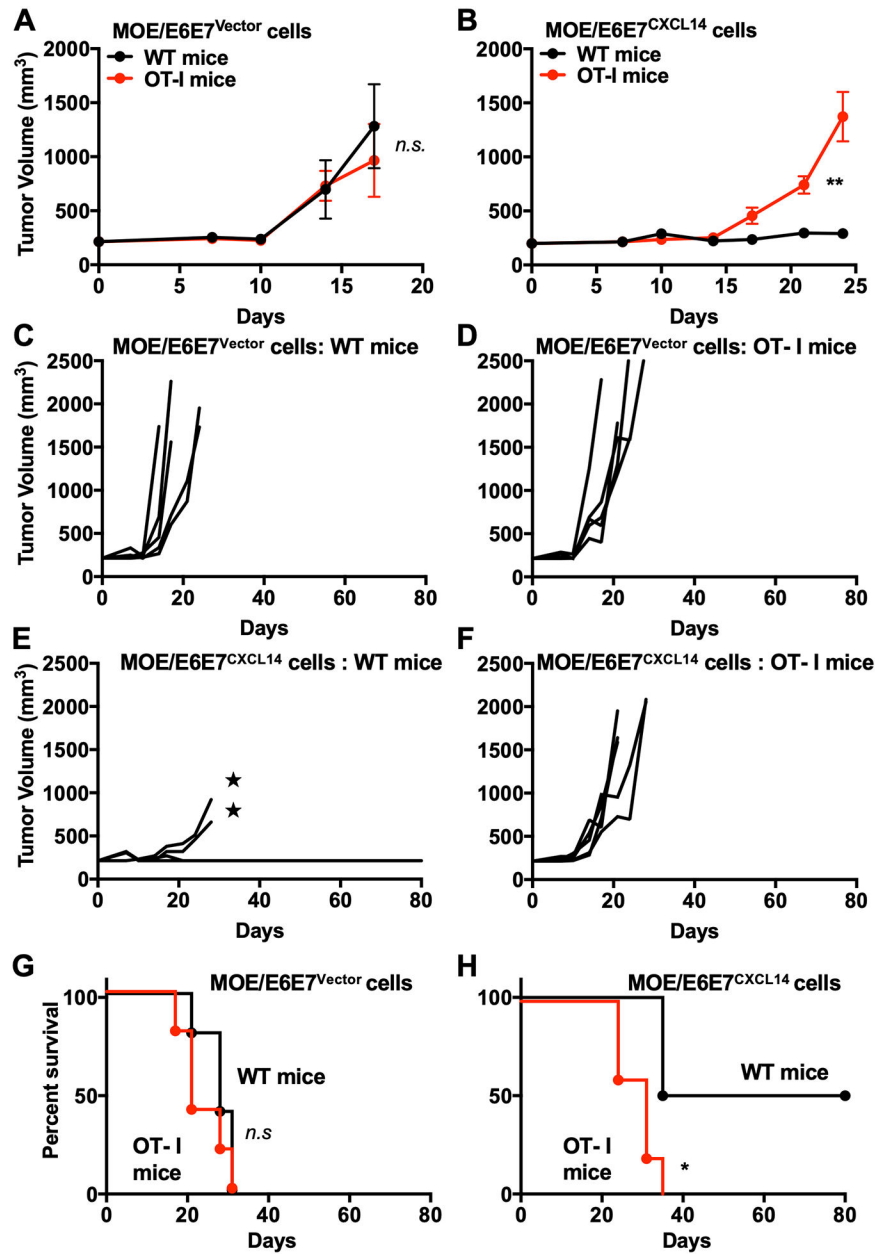 A
MOE/E6E7Vector cells
WT mice
OT-I mice
Tumor Volume (mm3)
2000
1500
1000
500
0
n.s.
0 5 10 15 20
Days
B
MOE/E6E7CXCL14 cells
WT mice
OT-I mice
2000
1500
1000
500
0
**
0 5 10 15 20 25
Days
C
MOE/E6E7Vector cells: WT mice
Tumor Volume (mm3)
2500
2000
1500
1000
500
0
0 20 40 60 80
Days
D
MOE/E6E7Vector cells: OT- I mice
2500
2000
1500
1000
500
0
0 20 40 60 80
Days
E
MOE/E6E7CXCL14 cells : WT mice
Tumor Volume (mm3)
2500
2000
1500
1000
500
0
0 20 40 60 80
Days
F
MOE/E6E7CXCL14 cells : OT- I mice
2500
2000
1500
1000
500
0
0 20 40 60 80
Days
G
MOE/E6E7Vector cells
Percent survival
100
50
0
WT mice
n.s
OT- I
mice
0 20 40 60 80
Days
H
MOE/E6E7CXCL14 cells
100
50
0
WT mice
OT- I
mice
*
0 20 40 60 80
Days